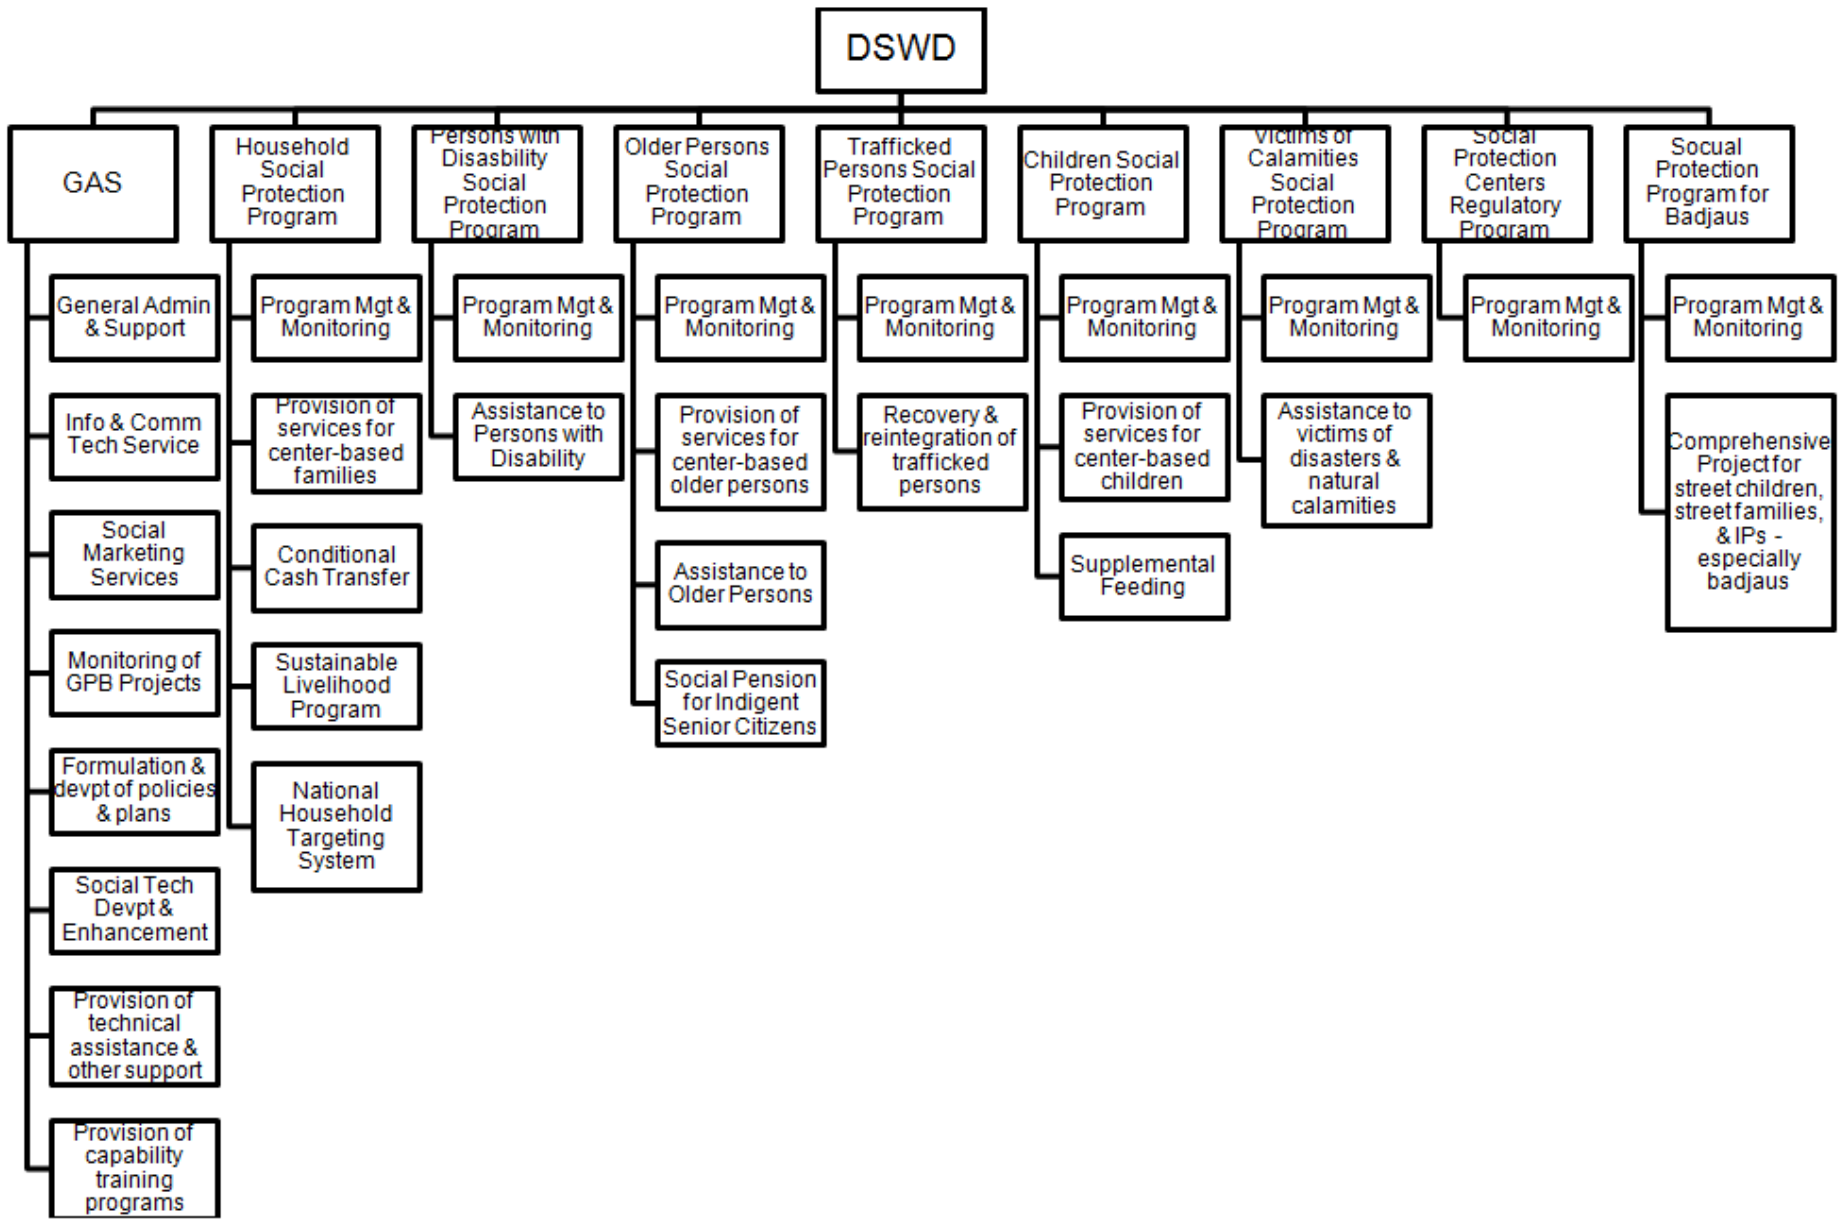 DSWD
GAS
Household
Social
Protection
Program
Persons with
Disasbility
Social
Protection
Program
Older Persons
Social
Protection
Program
Trafficked
Persons Social
Protection
Program
Children Social
Protection
Program
Victims of
Calamities
Social
Protection
Program
Social
Protection
Centers
Regulatory
Program
Socual
Protection
Program for
Badjaus
General Admin
& Support
Info & Comm
Tech Service
Social
Marketing
Services
Monitoring of
GPB Projects
Formulation &
devpt of policies
& plans
Social Tech
Devpt &
Enhancement
Provision of
technical
assistance &
other support
Provision of
capability
training
programs
Program Mgt &
Monitoring
Provision of
services for
center-based
families
Conditional
Cash Transfer
Sustainable
Livelihood
Program
National
Household
Targeting
System
Program Mgt &
Monitoring
Assistance to
Persons with
Disability
Program Mgt &
Monitoring
Provision of
services for
center-based
older persons
Assistance to
Older Persons
Social Pension
for Indigent
Senior Citizens
Program Mgt &
Monitoring
Recovery &
reintegration of
trafficked
persons
Program Mgt &
Monitoring
Provision of
services for
center-based
children
Supplemental
Feeding
Program Mgt &
Monitoring
Assistance to
victims of
disasters &
natural
calamities
Program Mgt &
Monitoring
Program Mgt &
Monitoring
Comprehensive
Project for
street children,
street families,
& IPs -
especially
badjaus